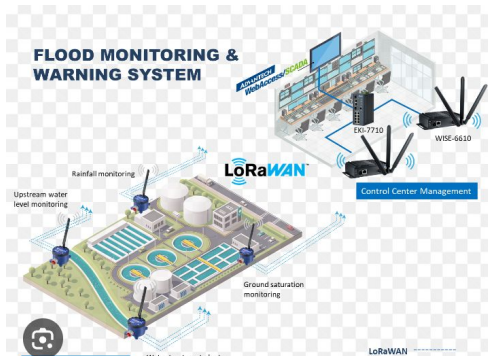 FLOOD MONITORING &
WARNING SYSTEM
ADVANTECH
WebAccess/SCADA
EKI-7710
WISE-6610
LoRaWAN
Control Center Management
Rainfall monitoring
Upstream water
level monitoring
Ground saturation
monitoring
LoRaWAN